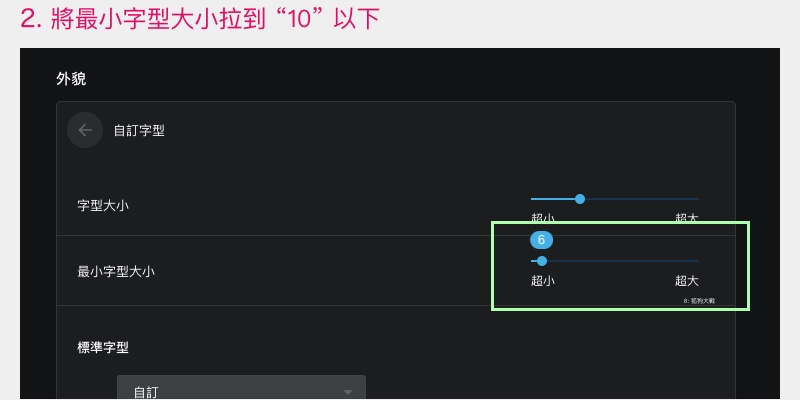 2. 將最小字型大小拉到 “10” 以下
外貌
自訂字型
字型大小
超小 超大
6
最小字型大小
超小 超大
6: 狐狗大戰
標準字型
自訂